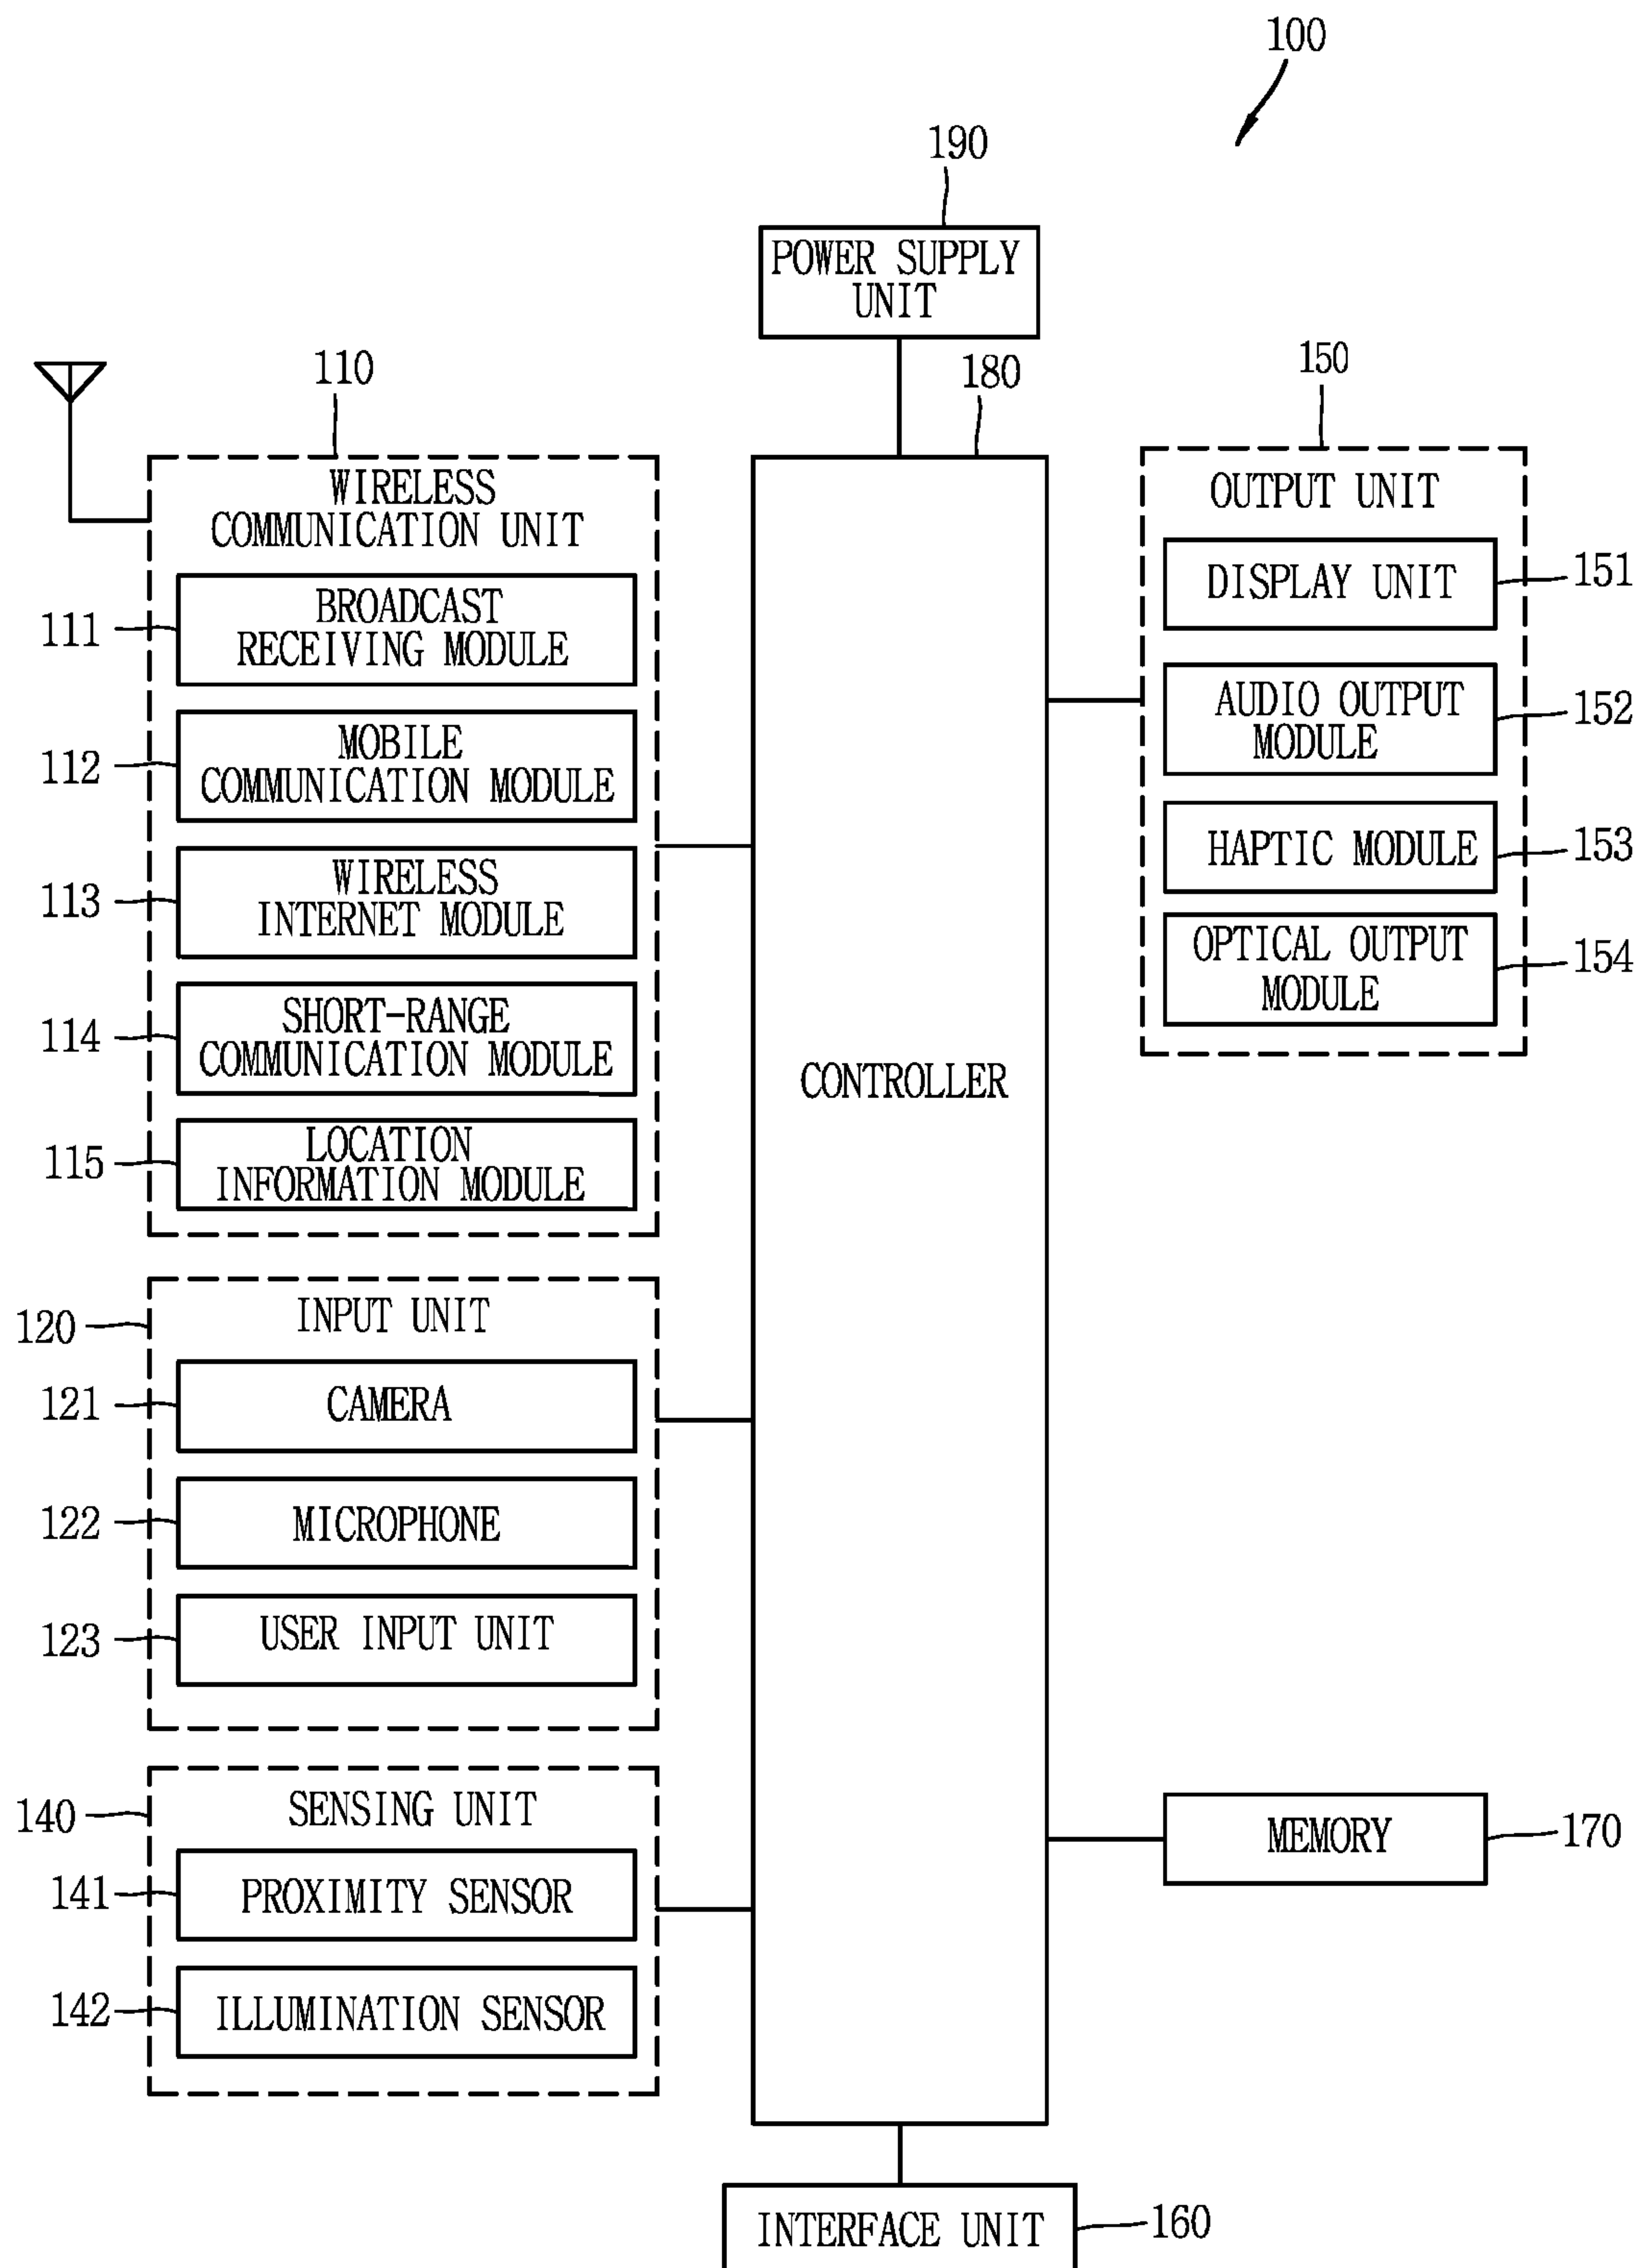 100
190
POWER SUPPLY
UNIT
110
180
150
WIRELESS
COMMUNICATION UNIT
111
BROADCAST
RECEIVING MODULE
112
MOBILE
COMMUNICATION MODULE
113
WIRELESS
INTERNET MODULE
114
SHORT-RANGE
COMMUNICATION MODULE
115
LOCATION
INFORMATION MODULE
120
INPUT UNIT
121
CAMERA
122
MICROPHONE
123
USER INPUT UNIT
140
SENSING UNIT
141
PROXIMITY SENSOR
142
ILLUMINATION SENSOR
CONTROLLER
OUTPUT UNIT
DISPLAY UNIT
151
AUDIO OUTPUT
MODULE
152
HAPTIC MODULE
153
OPTICAL OUTPUT
MODULE
154
MEMORY
170
INTERFACE UNIT
160